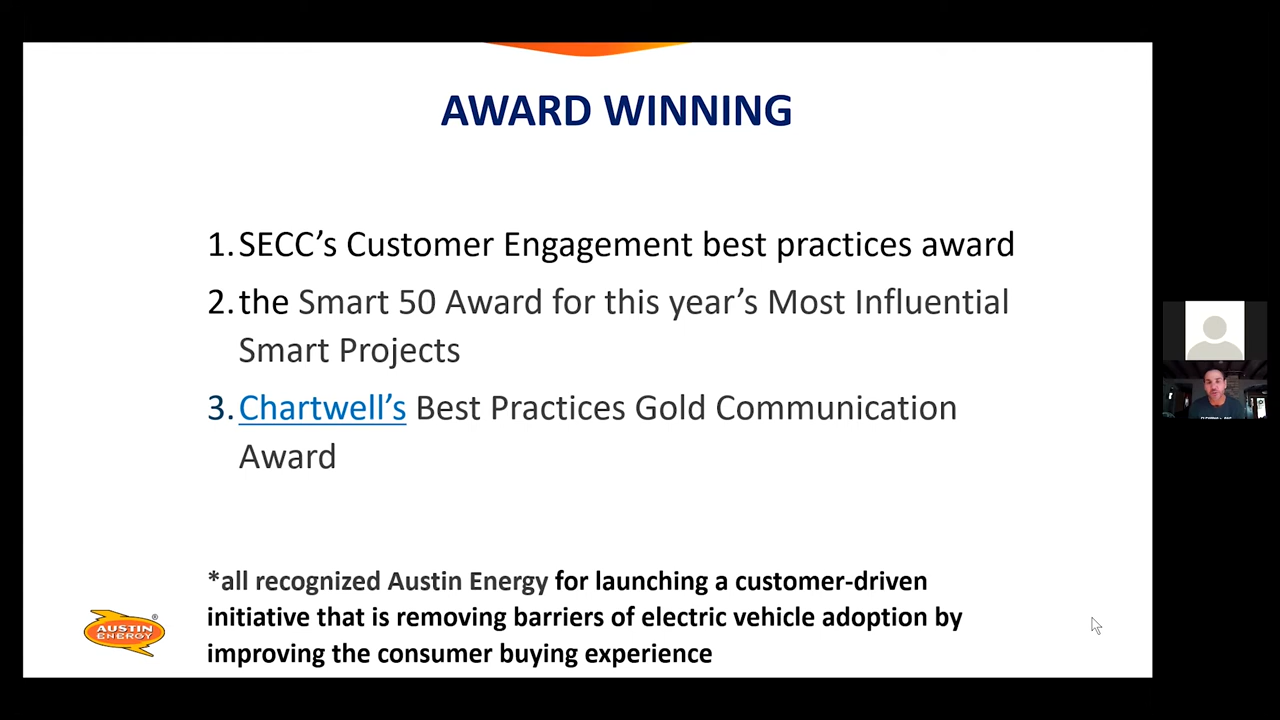 AWARD WINNING
1. SECC’s Customer Engagement best practices award
2. the Smart 50 Award for this year’s Most Influential
Smart Projects
3. Chartwell’s Best Practices Gold Communication
Award
*all recognized Austin Energy for launching a customer-driven
initiative that is removing barriers of electric vehicle adoption by
improving the consumer buying experience
AUSTIN
ENERGY
®